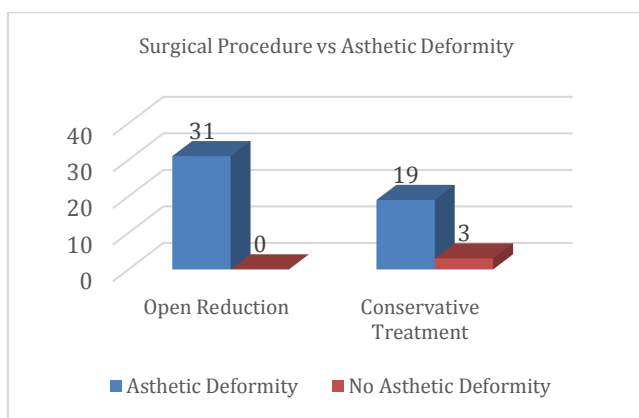 Surgical Procedure vs Asthetic Deformity
40
30
20
10
0
31
0
19
3
Open Reduction
Conservative
Treatment
Asthetic Deformity
No Asthetic Deformity